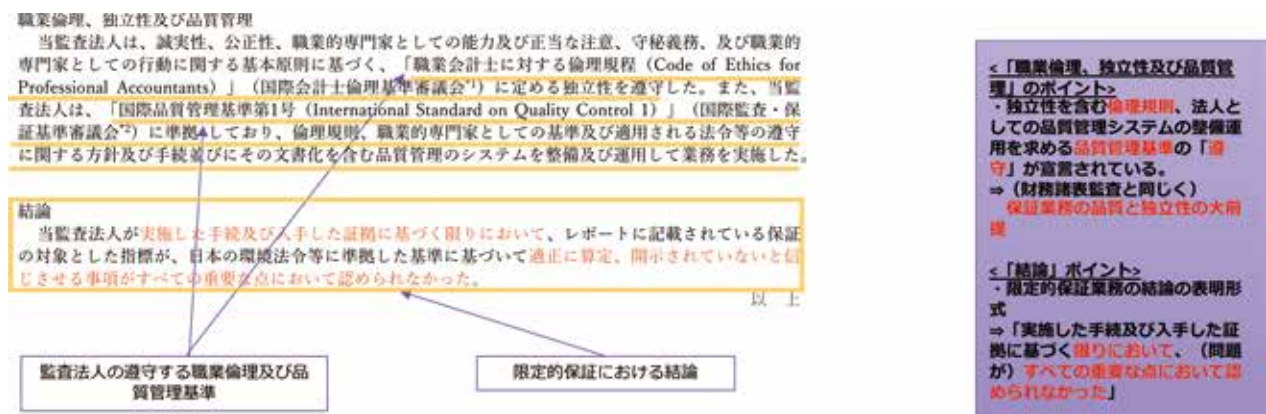 職業倫理、独立性及び品質管理
当監査法人は、誠実性、公正性、職業的専門家としての能力及び正当な注意、守秘義務、及び職業的
専門家としての行動に関する基本原則に基づく、「職業会計士に対する倫理規程（Code of Ethics for
Professional Accountants）」（国際会計士倫理基準審議会*1）に定める独立性を遵守した。また、当監
査法人は、「国際品質管理基準第1号（International Standard on Quality Control 1）」（国際監査・保
証基準審議会*2）に準拠しており、倫理規則、職業的専門家としての基準及び適用される法令等の遵守
に関する方針及び手続並びにその文書化を含む品質管理のシステムを整備及び運用して業務を実施した。
結論
当監査法人が実施した手続及び入手した証拠に基づく限りにおいて、レポートに記載されている保証
の対象とした指標が、日本の環境法令等に準拠した基準に基づいて適正に算定、開示されていないと信
じさせる事項がすべての重要な点において認められなかった。
以　上
監査法人の遵守する職業倫理及び品
質管理基準
限定的保証における結論
<「職業倫理、独立性及び品質管
理」のポイント>
・独立性を含む倫理規則、法人と
しての品質管理システムの整備運
用を求める品質管理基準の「遵
守」が宣言されている。
⇒（財務諸表監査と同じく）
保証業務の品質と独立性の大前
提
<「結論」ポイント>
・限定的保証業務の結論の表明形
式
⇒「実施した手続及び入手した証
拠に基づく限りにおいて、（問題
が）すべての重要な点において認
められなかった」